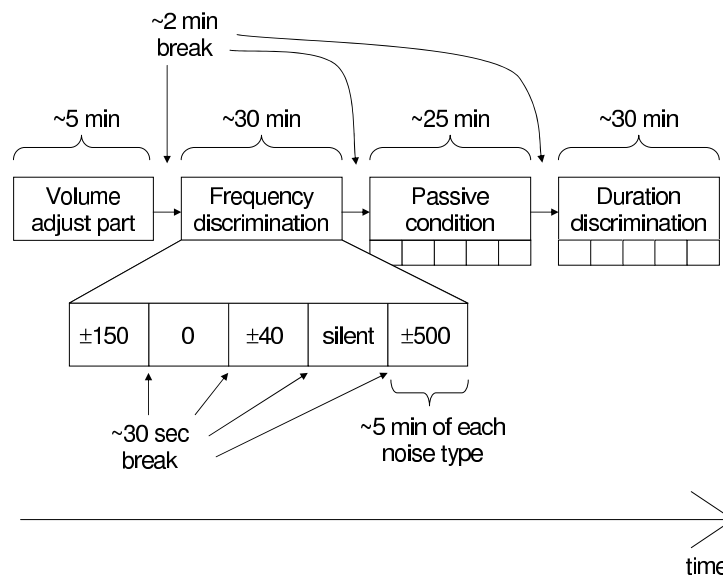 ~2 min
break
~5 min
~30 min
~25 min
~30 min
Volume
adjust part
Frequency
discrimination
Passive
condition
Duration
discrimination
±150
0
±40
silent
±500
~30 sec
break
~5 min of each
noise type
time